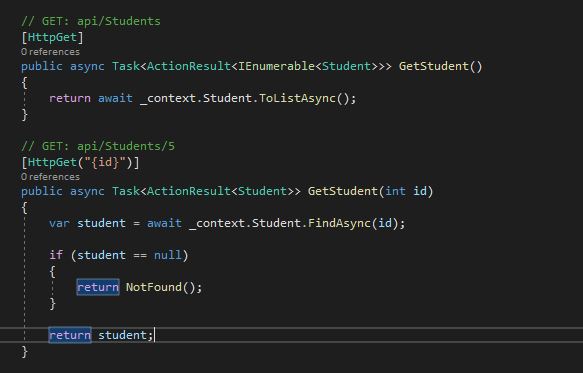 // GET: api/Students
[HttpGet]
0 references
public async Task<ActionResult<IEnumerable<Student>>> GetStudent()
{
return await _context.Student.ToListAsync();
}
// GET: api/Students/5
[HttpGet("{id}")]
0 references
public async Task<ActionResult<Student>> GetStudent(int id)
{
var student = await _context.Student.FindAsync(id);
if (student == null)
{
return NotFound();
}
return student;
}